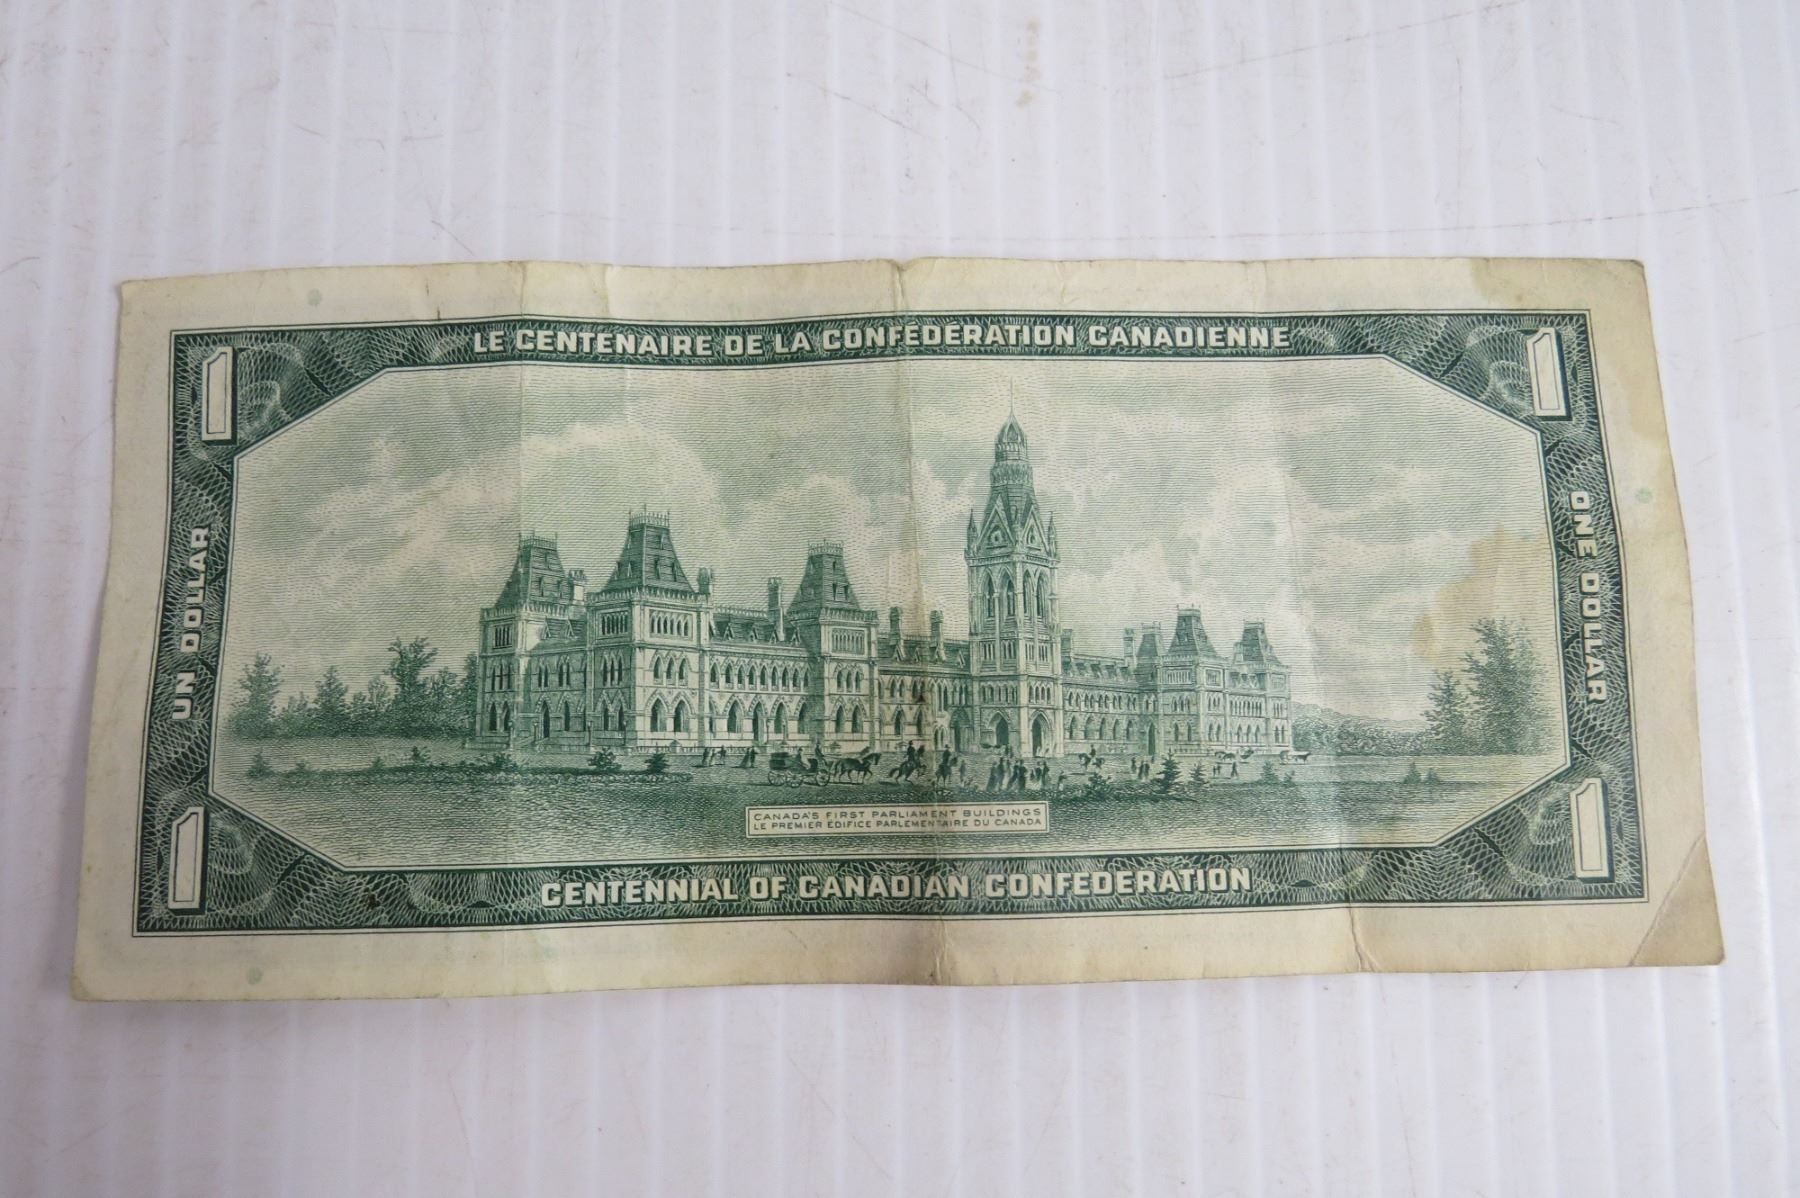 LE CENTENAIRE DE LA CONFÉDÉRATION CANADIENNE
1
1
UN DOLLAR
ONE DOLLAR
CANADA'S FIRST PARLIAMENT BUILDINGS
LE PREMIER ÉDIFICE PARLEMENTAIRE DU CANADA
1
1
CENTENNIAL OF CANADIAN CONFEDERATION